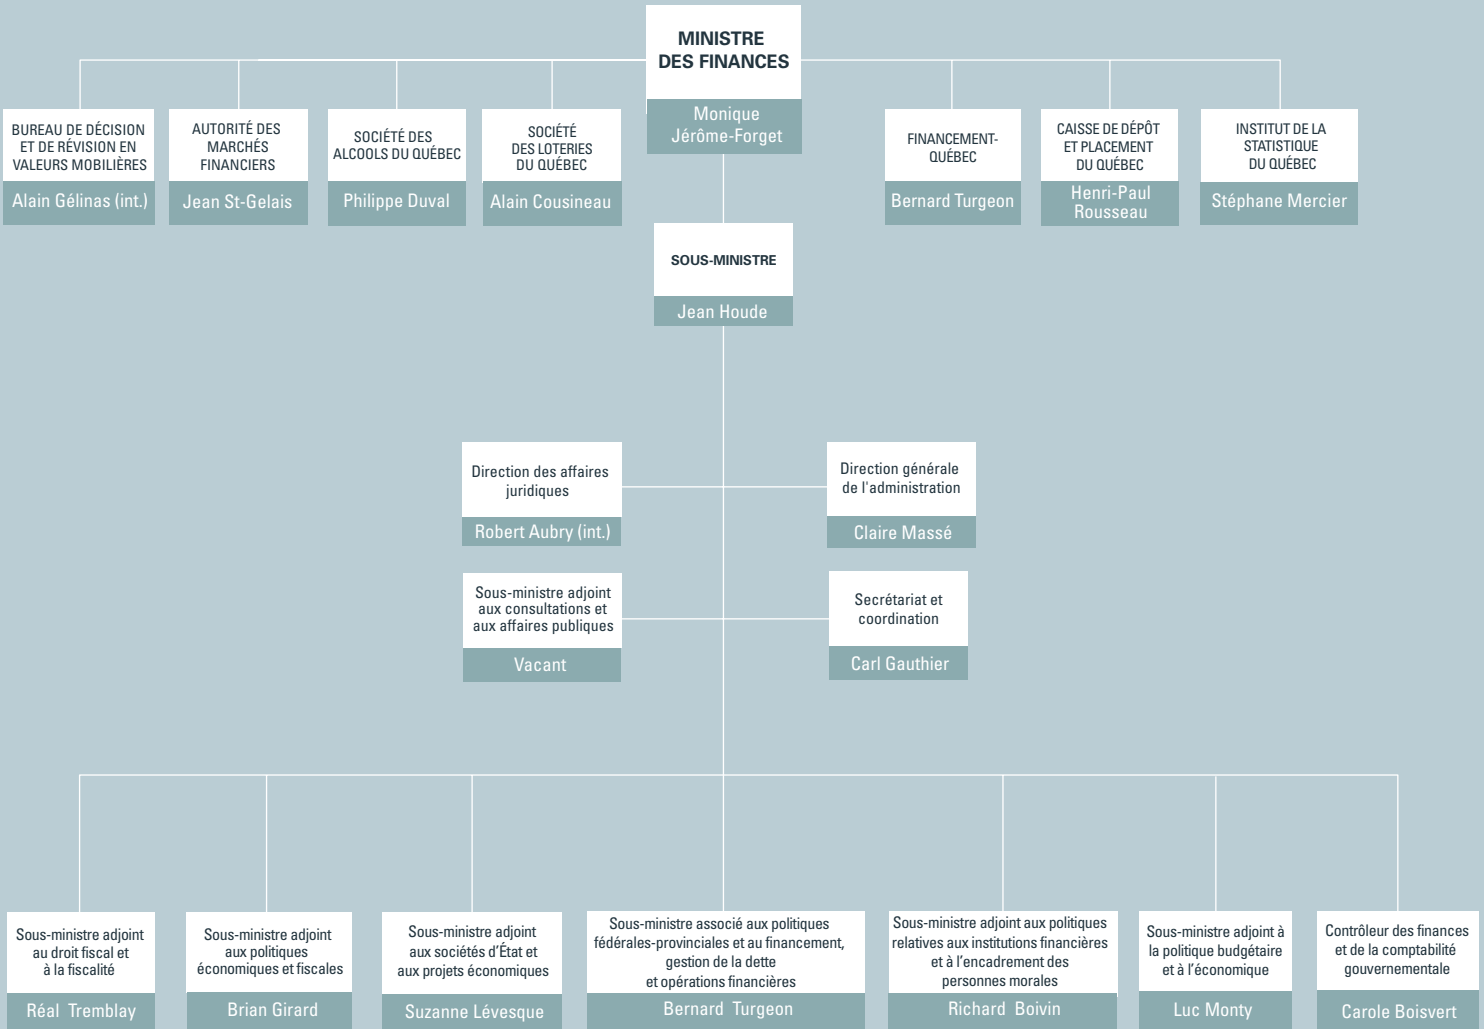 MINISTRE
DES FINANCES
Monique
Jérôme-Forget
BUREAU DE DÉCISION
ET DE RÉVISION EN
VALEURS MOBILIÈRES
Alain Gélinas (int.)
AUTORITÉ DES
MARCHÉS
FINANCIERS
Jean St-Gelais
SOCIÉTÉ DES
ALCOOLS DU QUÉBEC
Philippe Duval
SOCIÉTÉ
DES LOTERIES
DU QUÉBEC
Alain Cousineau
FINANCEMENT-
QUÉBEC
Bernard Turgeon
CAISSE DE DÉPÔT
ET PLACEMENT
DU QUÉBEC
Henri-Paul
Rousseau
INSTITUT DE LA
STATISTIQUE
DU QUÉBEC
Stéphane Mercier
SOUS-MINISTRE
Jean Houde
Direction des affaires
juridiques
Robert Aubry (int.)
Direction générale
de l'administration
Claire Massé
Sous-ministre adjoint
aux consultations et
aux affaires publiques
Vacant
Secrétariat et
coordination
Carl Gauthier
Sous-ministre adjoint
au droit fiscal et
à la fiscalité
Réal Tremblay
Sous-ministre adjoint
aux politiques
économiques et fiscales
Brian Girard
Sous-ministre adjoint
aux sociétés d’État et
aux projets économiques
Suzanne Lévesque
Sous-ministre associé aux politiques
fédérales-provinciales et au financement,
gestion de la dette
et opérations financières
Bernard Turgeon
Sous-ministre adjoint aux politiques
relatives aux institutions financières
et à l’encadrement des
personnes morales
Richard Boivin
Sous-ministre adjoint à
la politique budgétaire
et à l’économique
Luc Monty
Contrôleur des finances
et de la comptabilité
gouvernementale
Carole Boisvert